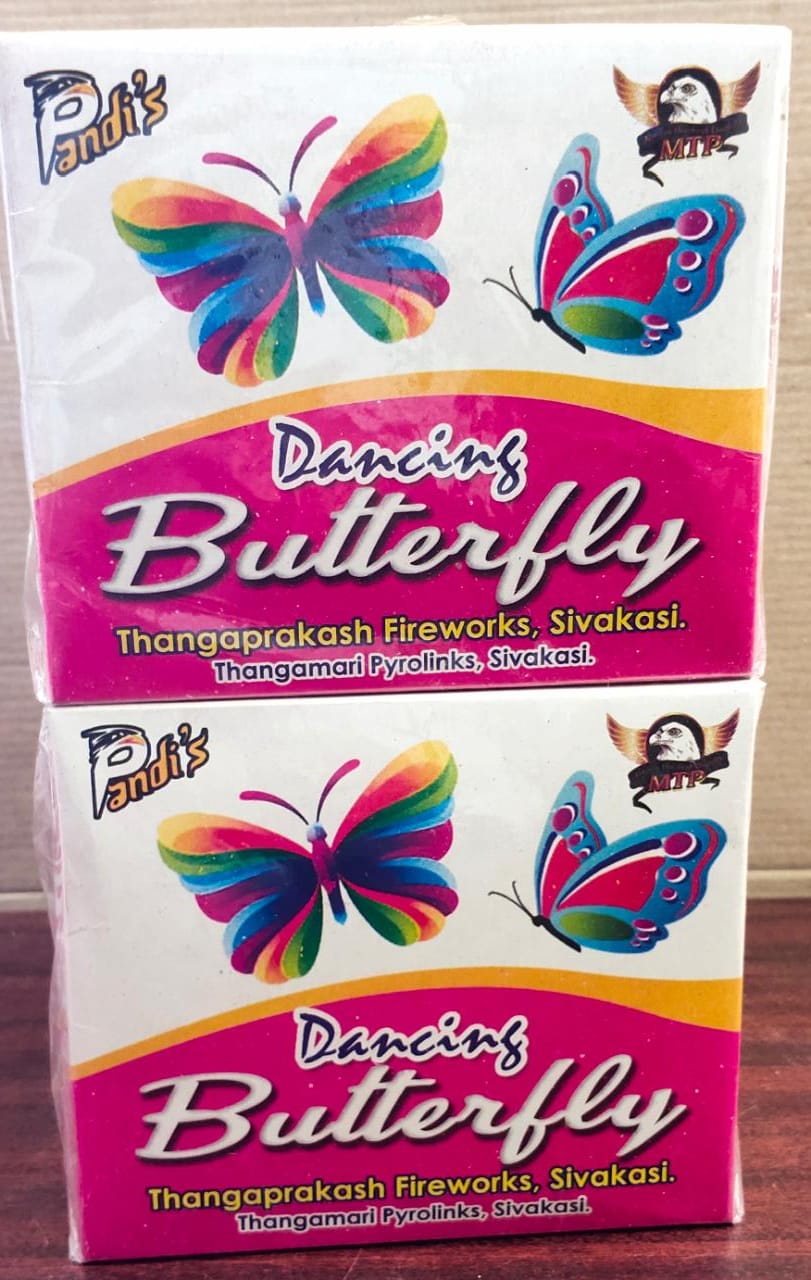 Pandi's
MTP
Dancing
Butterfly
Thangaprakash Fireworks, Sivakasi.
Thangamari Pyrolinks, Sivakasi.
Pandi's
MTP
Dancing
Butterfly
Thangaprakash Fireworks, Sivakasi.
Thangamari Pyrolinks, Sivakasi.